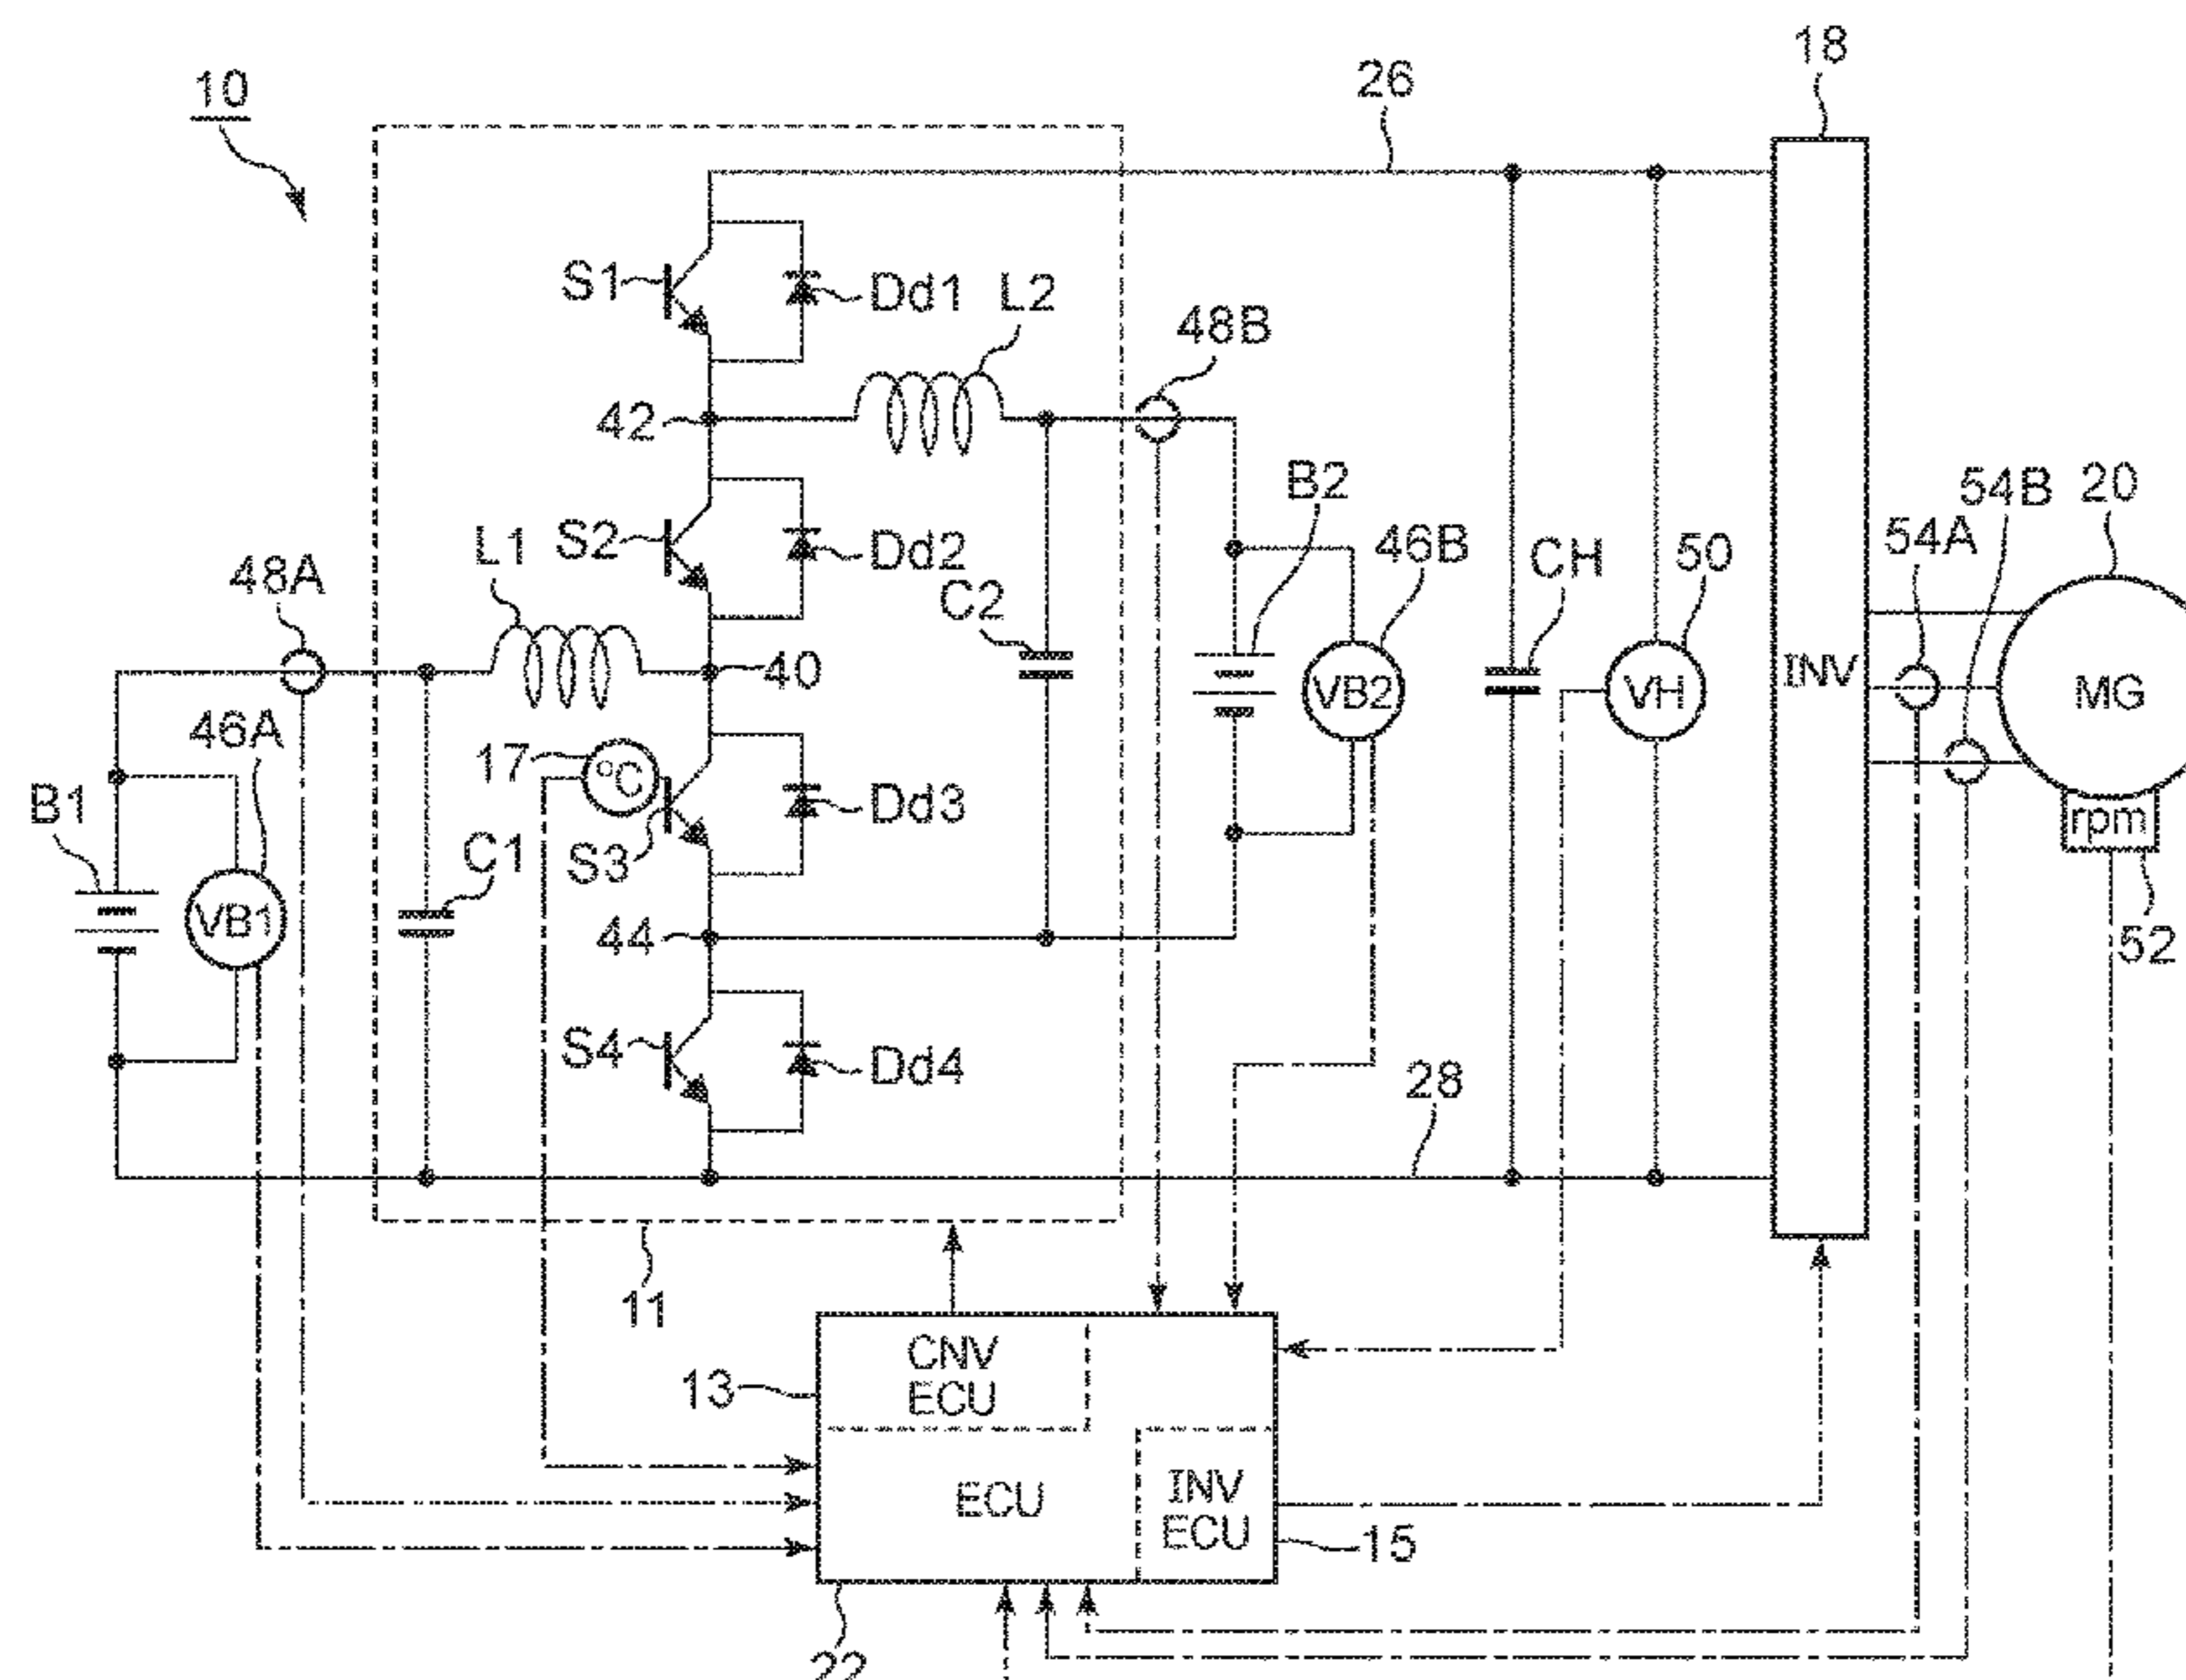 18
26
10
S1
Dd1
L2
48B
42
54B
20
B2
46B
54A
S2
Dd2
L1
CH
50
48A
C2
40
INV
VB2
VH
MG
46A
17
°C
B1
Dd3
rpm
C1
S3
VB1
44
52
S4
Dd4
28
11
CNV
ECU
13
ECU
INV
ECU
15
22